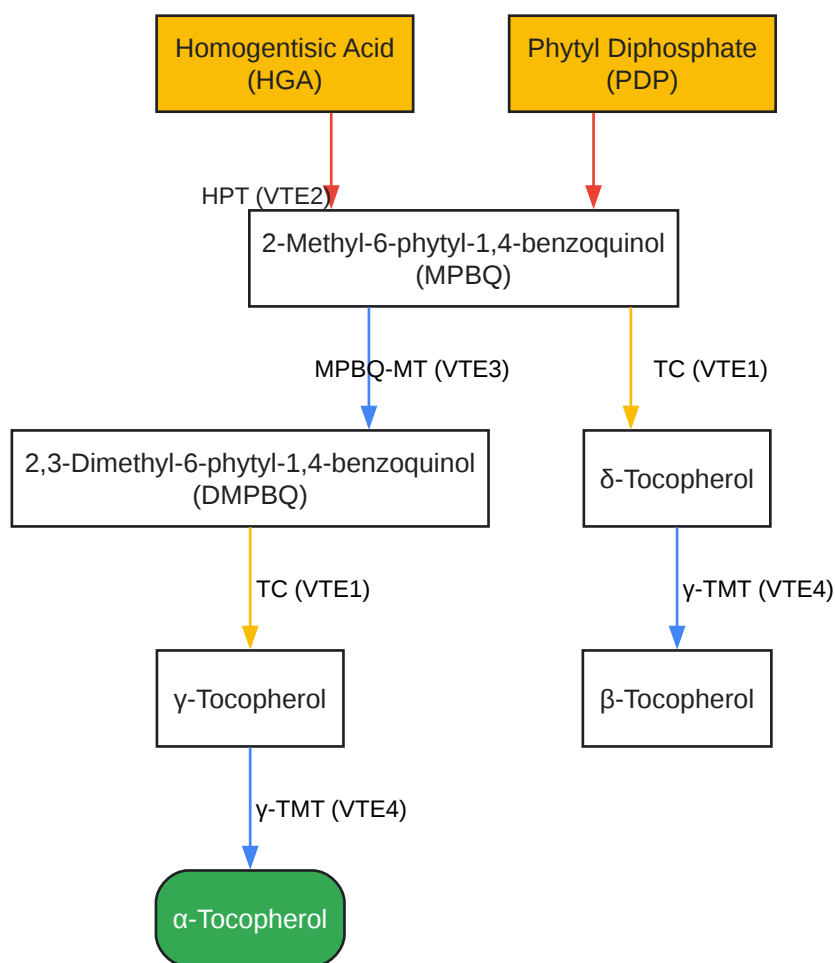 Homogentisic Acid
(HGA)
Phytyl Diphosphate
(PDP)
HPT (VTE2)
2-Methyl-6-phytyl-1,4-benzoquinol
(MPBQ)
MPBQ-MT (VTE3)
TC (VTE1)
2,3-Dimethyl-6-phytyl-1,4-benzoquinol
(DMPBQ)
δ-Tocopherol
TC (VTE1)
γ-TMT (VTE4)
γ-Tocopherol
β-Tocopherol
γ-TMT (VTE4)
α-Tocopherol